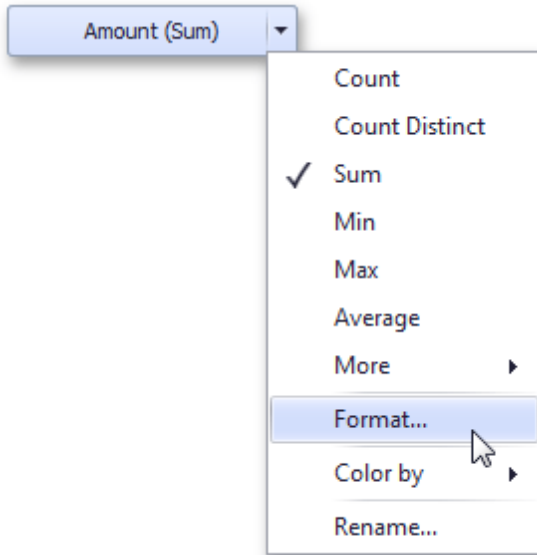 Amount (Sum)
Count
Count Distinct
Sum
Min
Max
Average
More
Format...
Color by
Rename...